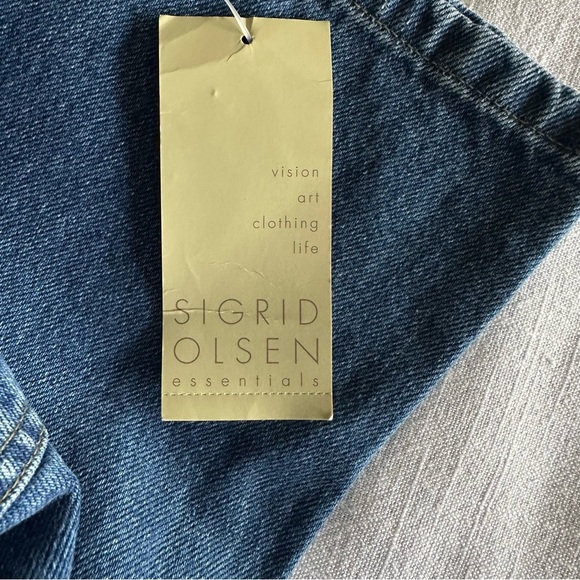 vision
art
clothing
life
SIGRID
OLSEN
essentials